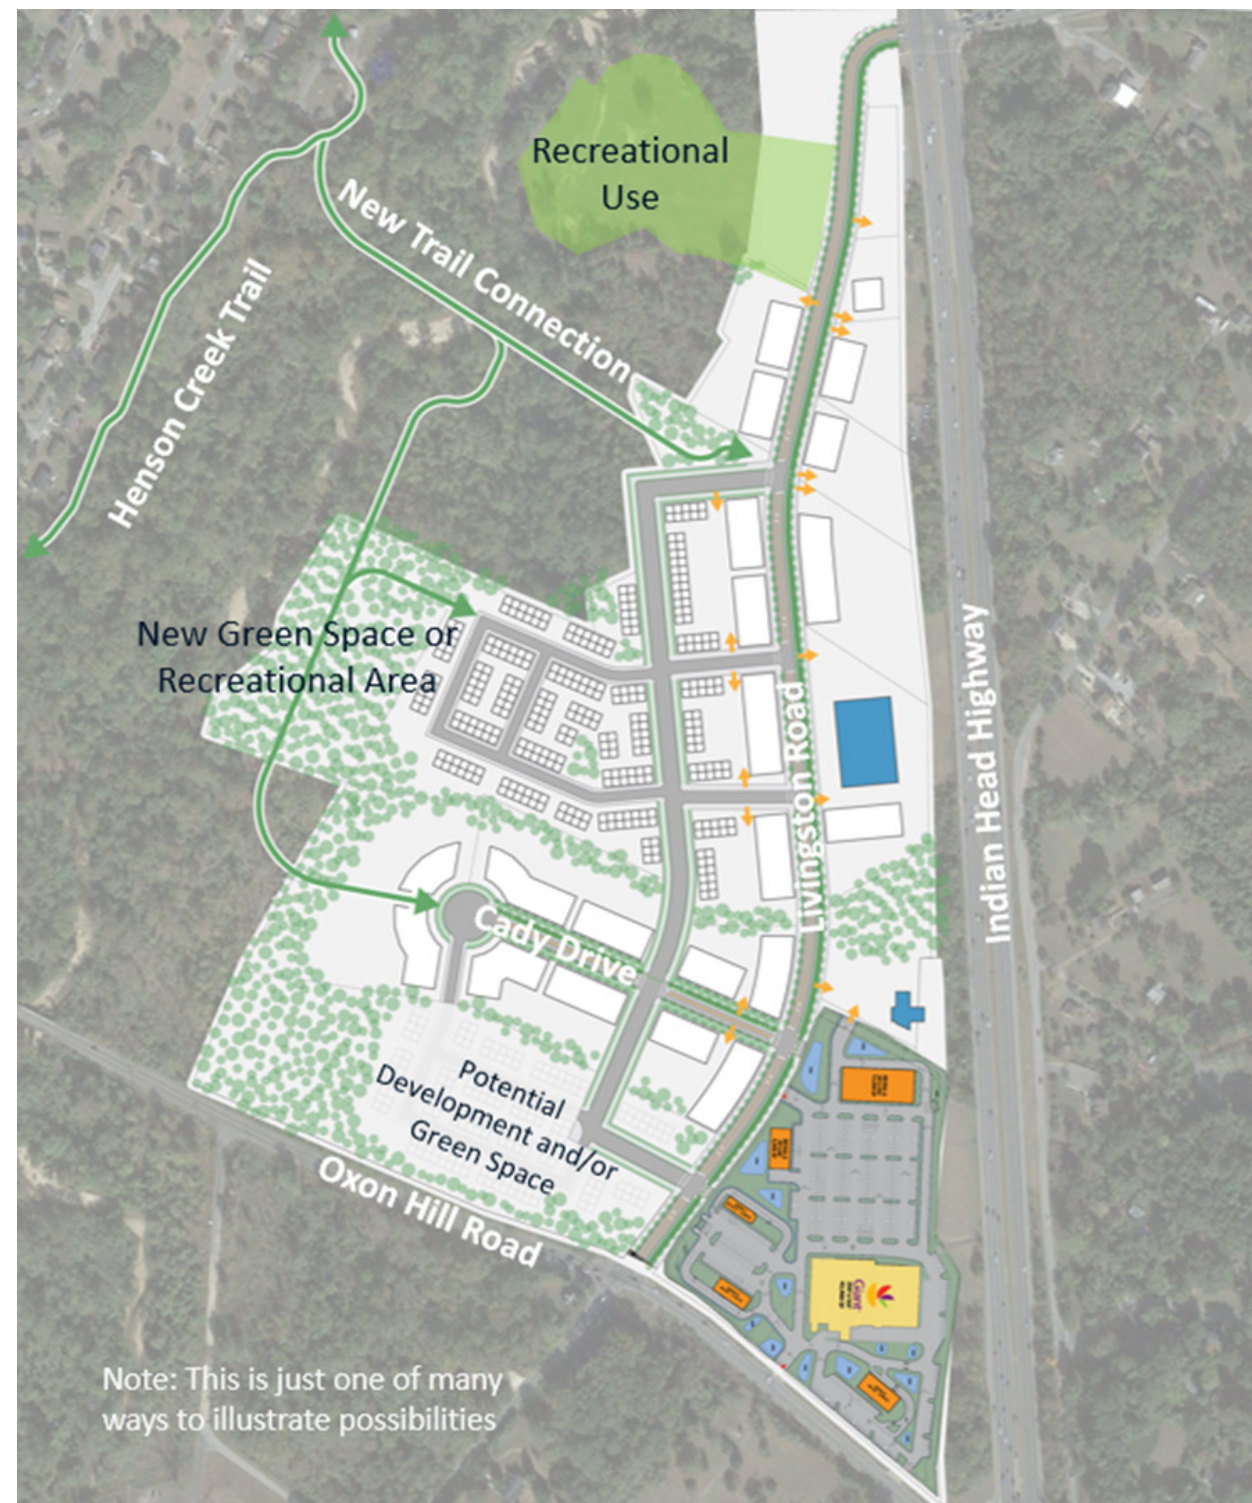 Recreational
Use
New Trail Connection
Henson Creek Trail
New Green Space or
Recreational Area
Livingston Road
Indian Head Highway
Cady Drive
Potential
Development and/or
Green Space
Oxon Hill Road
Giant
Note: This is just one of many
ways to illustrate possibilities